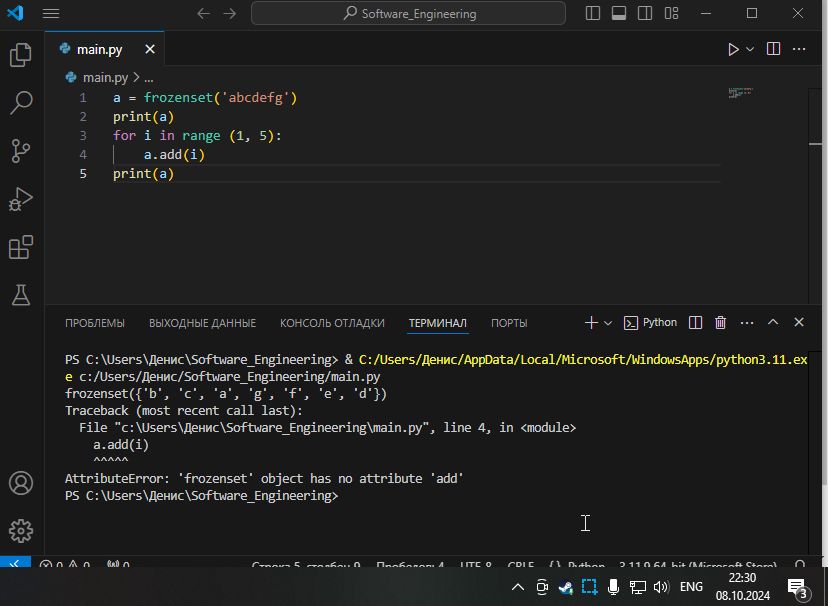 Software_Engineering
main.py
main.py > ...
1 a = frozenset('abcdefg')
2 print(a)
3 for i in range (1, 5):
4     a.add(i)
5 print(a)
ПРОБЛЕМЫ ВЫХОДНЫЕ ДАННЫЕ КОНСОЛЬ ОТЛАДКИ ТЕРМИНАЛ ПОРТЫ Python
PS C:\Users\Денис\Software_Engineering> & C:/Users/Денис/AppData/Local/Microsoft/WindowsApps/python3.11.ex
e c:/Users/Денис/Software_Engineering/main.py
frozenset({'b', 'c', 'a', 'g', 'f', 'e', 'd'})
Traceback (most recent call last):
  File "c:\Users\Денис\Software_Engineering\main.py", line 4, in <module>
    a.add(i)
    ^^^^^
AttributeError: 'frozenset' object has no attribute 'add'
PS C:\Users\Денис\Software_Engineering>
0 0 0 Строка 5, столбец 9 Пробелов: 4 UTF-8 CRLF {} Python 3.11.9 64-bit (Microsoft Store)
ENG 22:30
08.10.2024
3